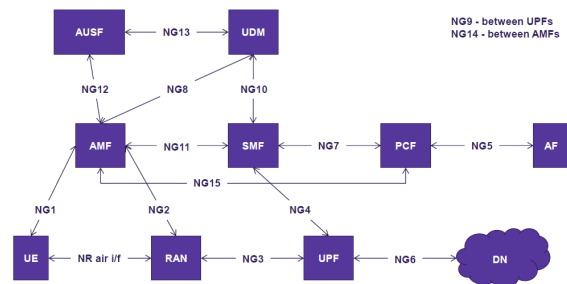 AUSF
NG13
UDM
NG9 - between UPFs
NG14 - between AMFs
NG12
NG8
NG10
AMF
NG11
SMF
NG7
PCF
NG5
AF
NG15
NG1
NG2
NG4
UE
NR air i/f
RAN
NG3
UPF
NG6
DN